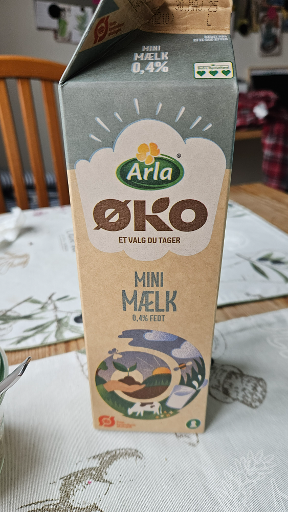 MINI
MÆLK
0,4%
Arla
ØKO
ET VALG DU TAGER
MINI
MÆLK
0,4% FEDT
Ø